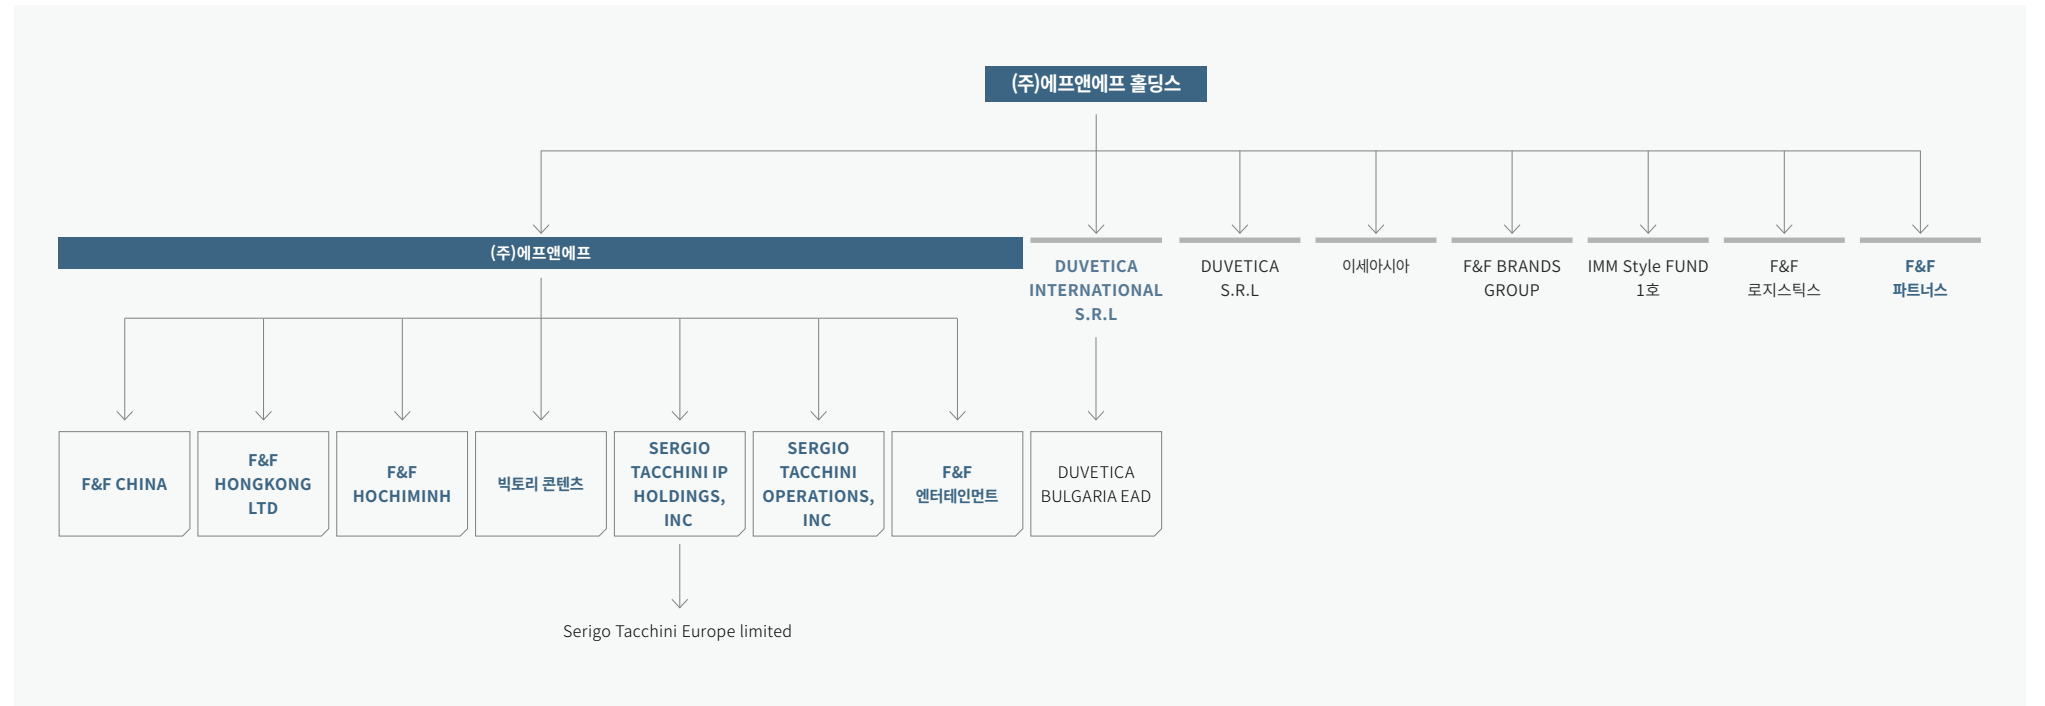 (주)에프앤에프 홀딩스
(주)에프앤에프
DUVETICA
INTERNATIONAL
S.R.L
DUVETICA
S.R.L
이세아시아
F&F BRANDS
GROUP
IMM Style FUND
1호
F&F
로지스틱스
F&F
파트너스
F&F CHINA
F&F
HONGKONG
LTD
F&F
HOCHIMINH
빅토리 콘텐츠
SERGIO
TACCHINI IP
HOLDINGS,
INC
SERGIO
TACCHINI
OPERATIONS,
INC
F&F
엔터테인먼트
DUVETICA
BULGARIA EAD
Serigo Tacchini Europe limited